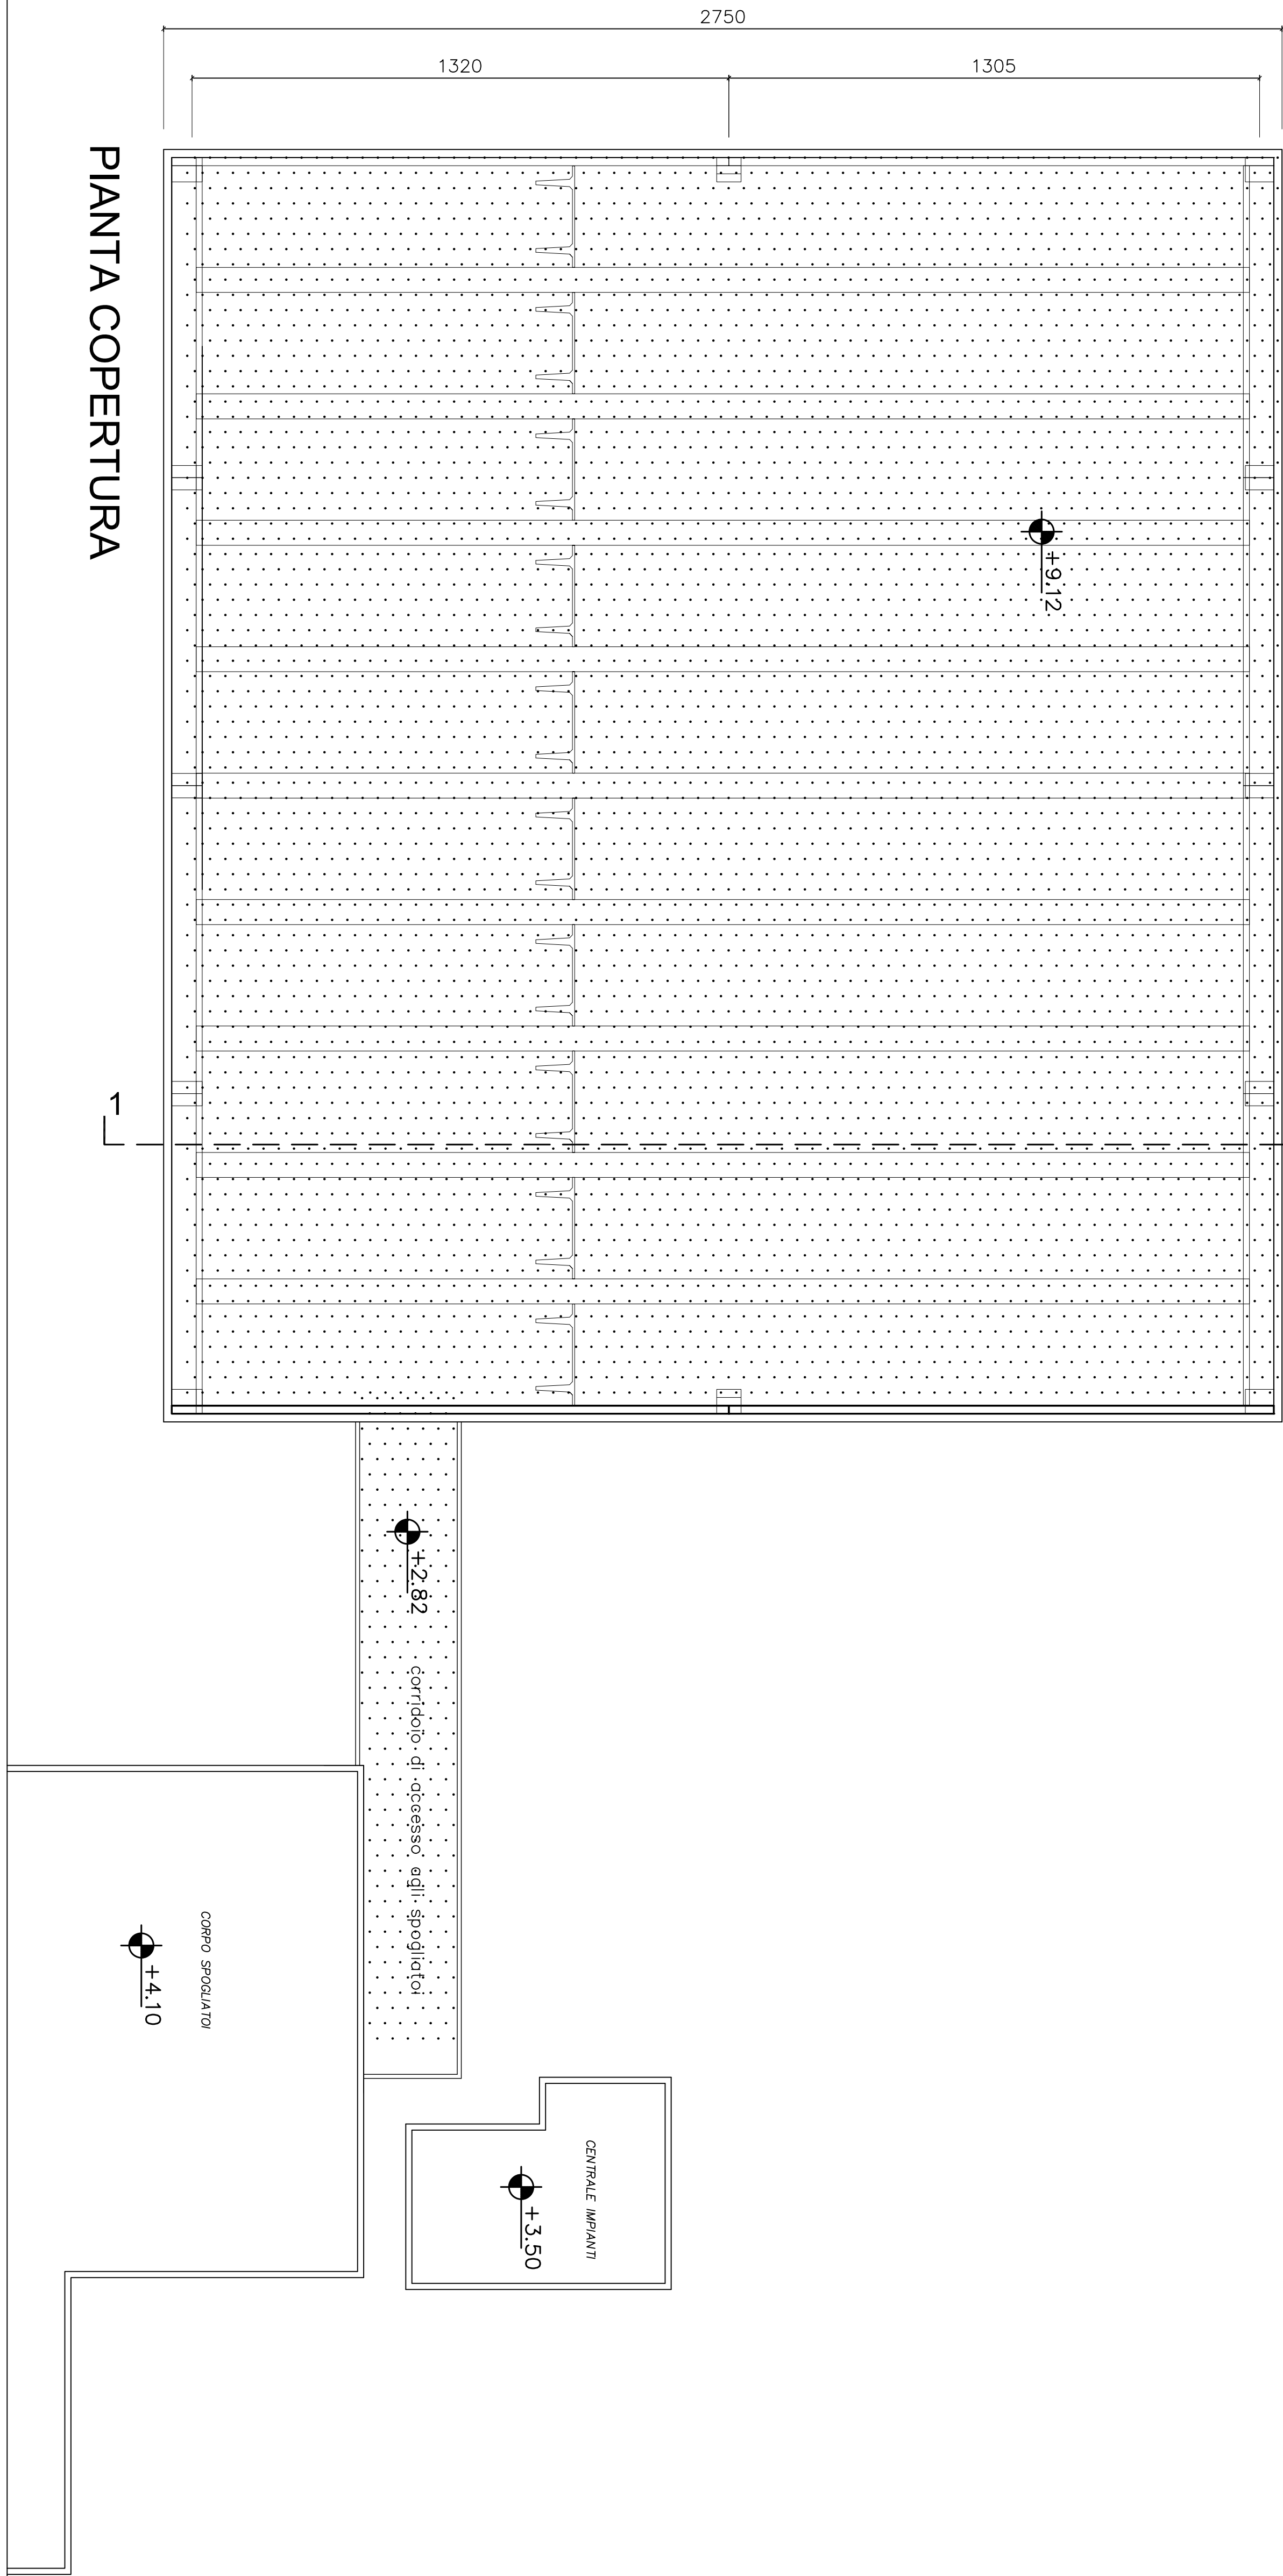 2750
1320
1305
PIANTA COPERTURA
+9.12
1
+2.82
corridoio di accesso agli spogliatoi
CORPO SPOGLIATOI
+4.10
CENTRALE IMPIANTI
+3.50